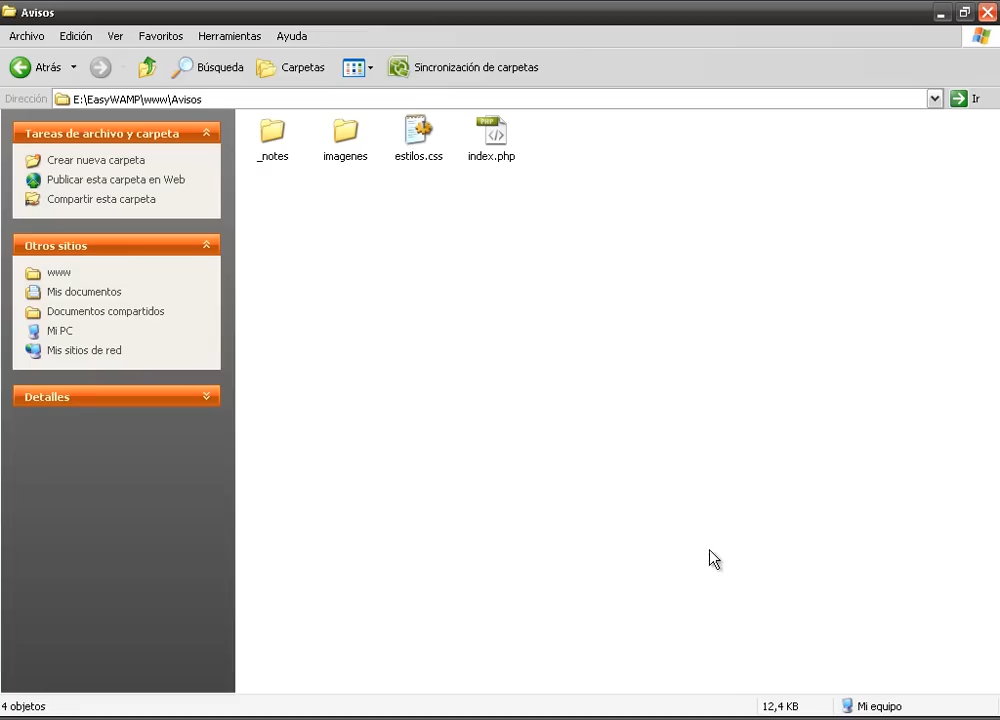 Avisos
Archivo Edición Ver Favoritos Herramientas Ayuda
Atrás Búsqueda Carpetas Sincronización de carpetas
Dirección E:\EasyWAMP\www\Avisos Ir
Tareas de archivo y carpeta
Crear nueva carpeta
Publicar esta carpeta en Web
Compartir esta carpeta
Otros sitios
www
Mis documentos
Documentos compartidos
Mi PC
Mis sitios de red
Detalles
_notes imagenes estilos.css index.php
PHP
4 objetos 12,4 KB Mi equipo